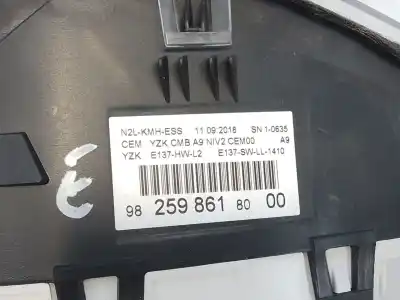 N2L-KMH-ESS 11 09 2018 SN 1-0635
CEM YZK CMB A9 NIV2 CEM00 A9
YZK E137-HW-L2 E137-SW-LL-1410
98 259 861 80 00